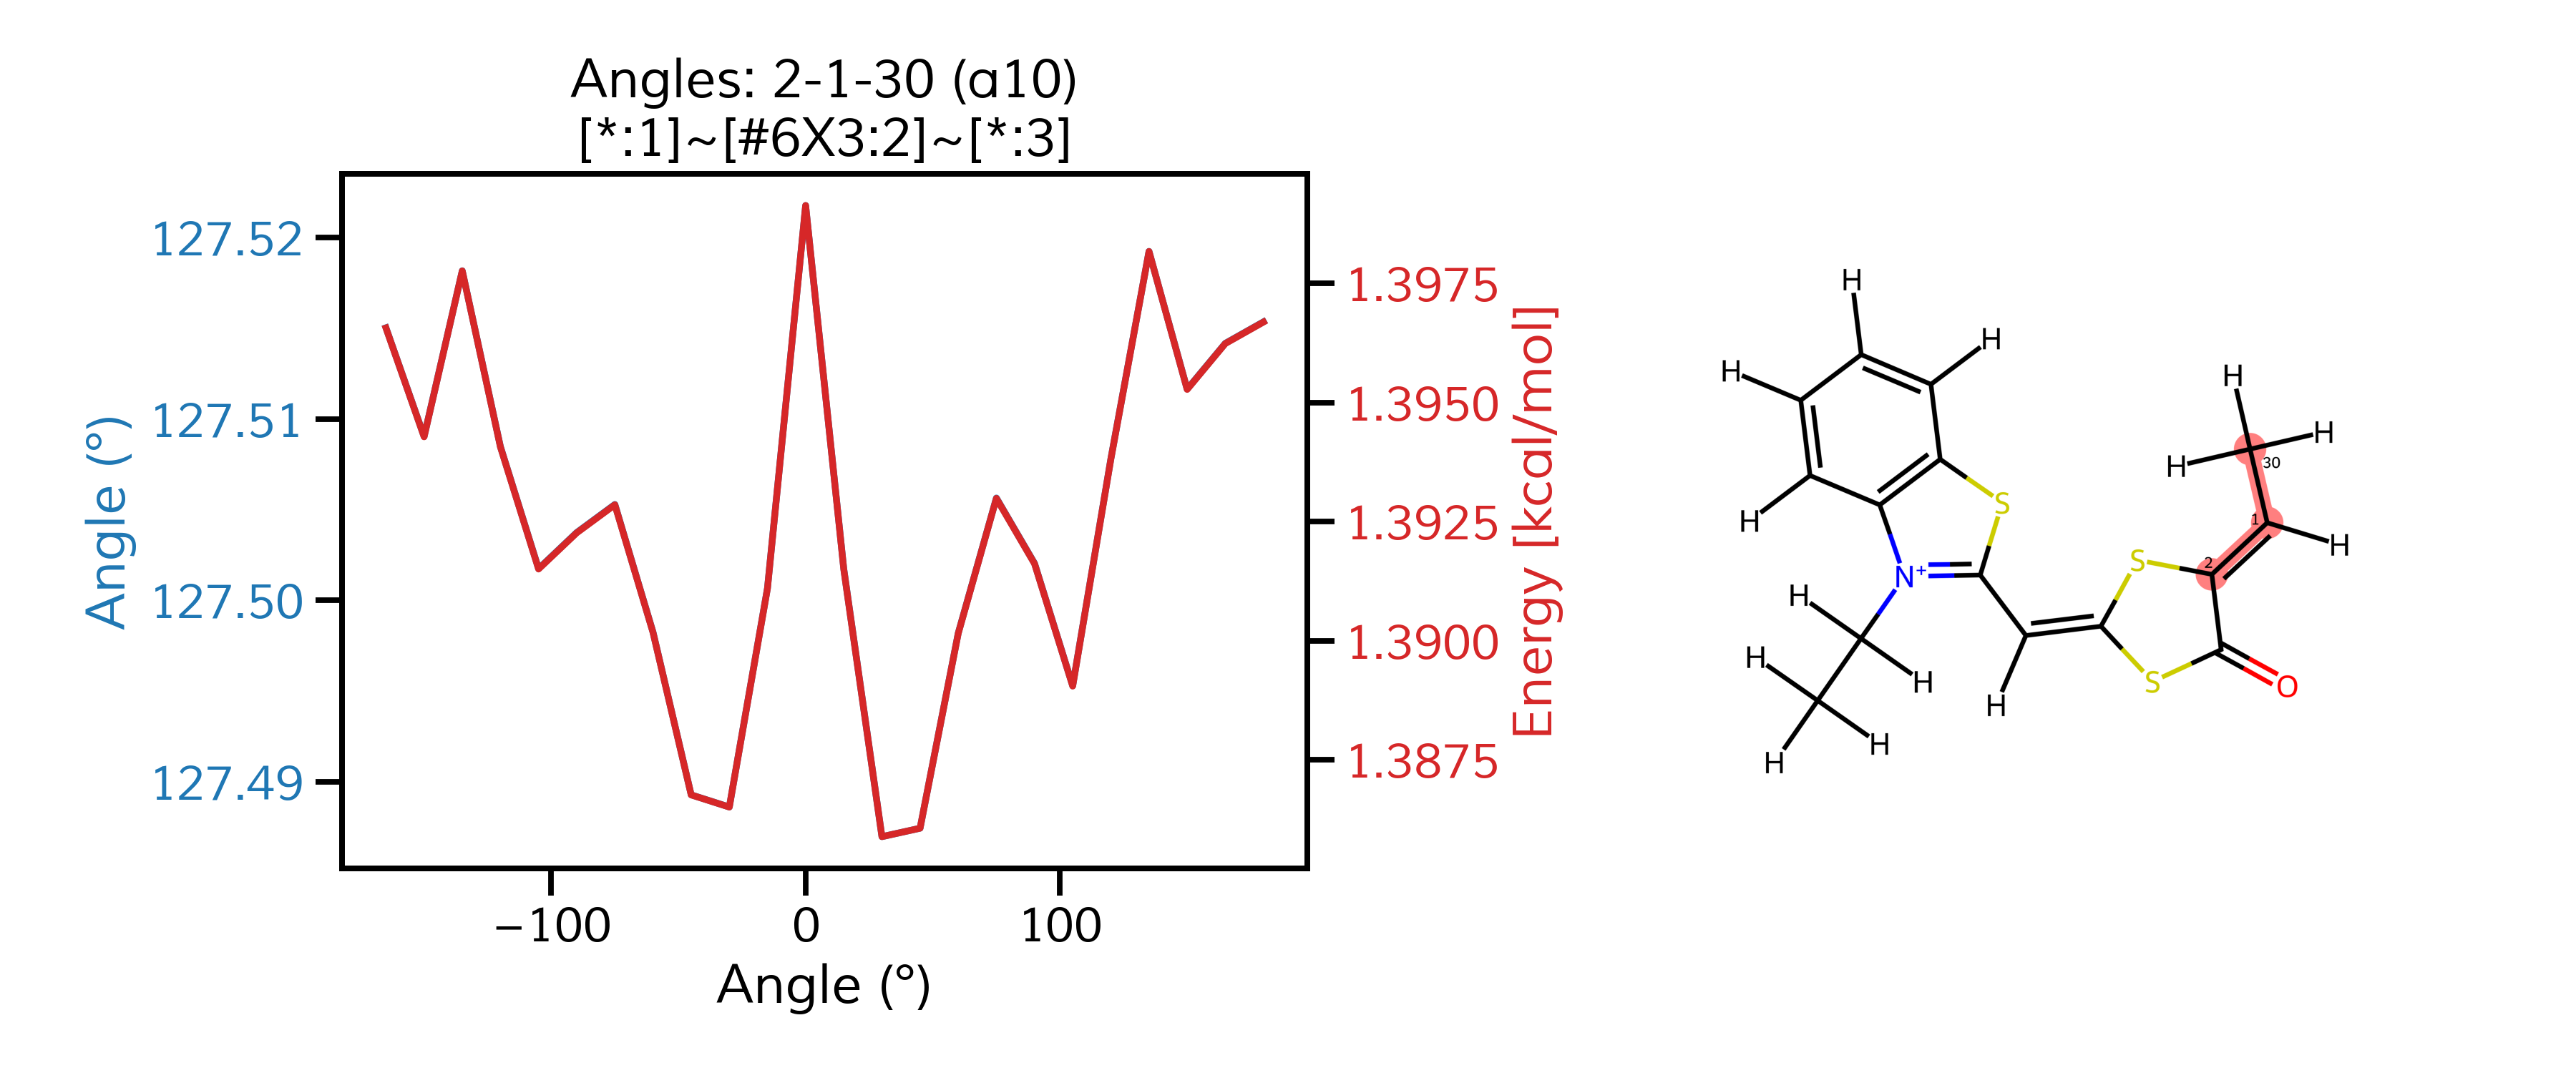 Angles: 2-1-30 (a10)
[*:1]~[#6X3:2]~[*:3]
127.52
127.51
127.50
127.49
Angle (°)
1.3975
1.3950
1.3925
1.3900
1.3875
Energy [kcal/mol]
−100
0
100
Angle (°)
H
H
H
H
H
H
H
30
S
1
H
S
2
N⁺
H
H
H
S
O
H
H
H